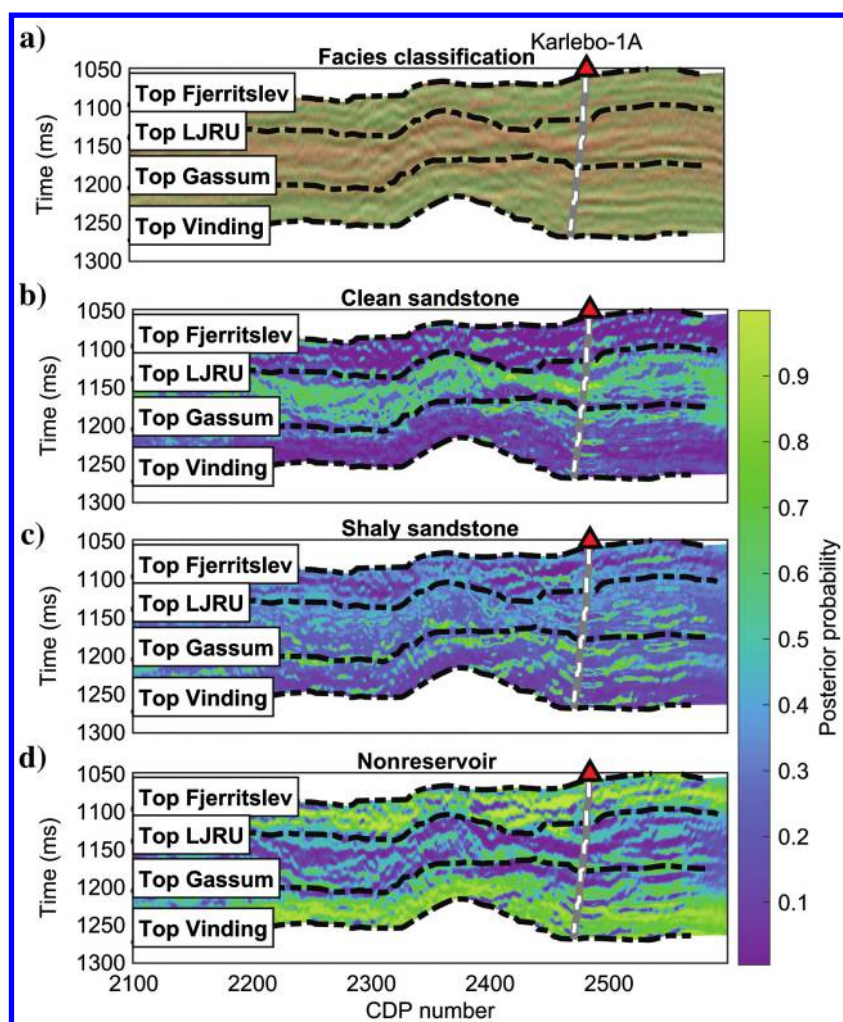 a)
Karlebo-1A
Facies classification
1050
1100
1150
1200
1250
1300
Time (ms)
Top Fjerritslev
Top LJRU
Top Gassum
Top Vinding
b)
Clean sandstone
1050
1100
1150
1200
1250
1300
Time (ms)
Top Fjerritslev
Top LJRU
Top Gassum
Top Vinding
c)
Shaly sandstone
1050
1100
1150
1200
1250
1300
Time (ms)
Top Fjerritslev
Top LJRU
Top Gassum
Top Vinding
d)
Nonreservoir
1050
1100
1150
1200
1250
1300
Time (ms)
Top Fjerritslev
Top LJRU
Top Gassum
Top Vinding
2100 2200 2300 2400 2500
CDP number
0.9
0.8
0.7
0.6
0.5
0.4
0.3
0.2
0.1
Posterior probability